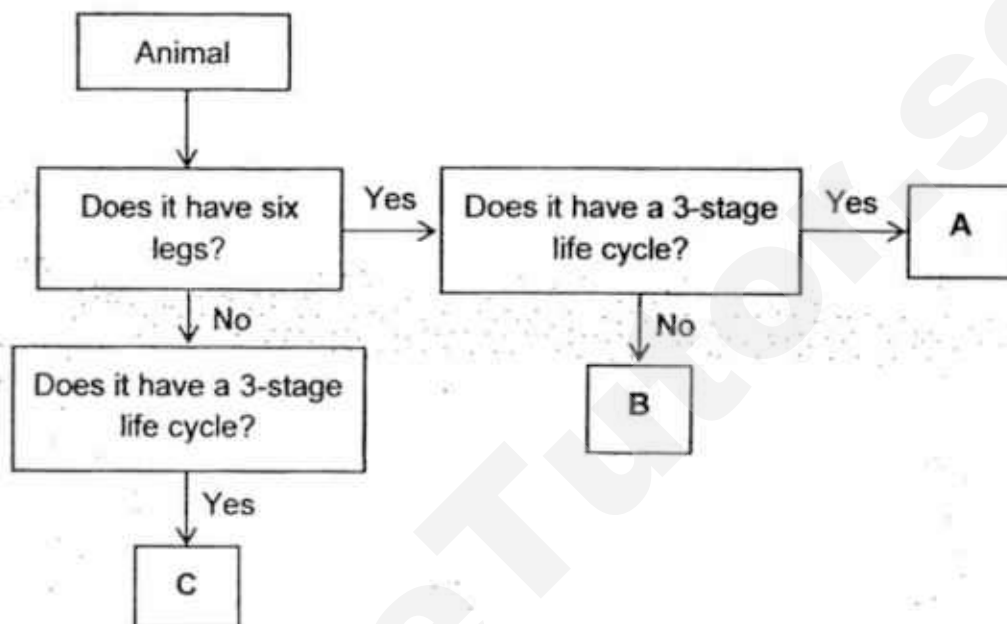 Animal
Does it have six
legs?
Yes
Does it have a 3-stage
life cycle?
Yes
A
No
No
B
Does it have a 3-stage
life cycle?
Yes
C